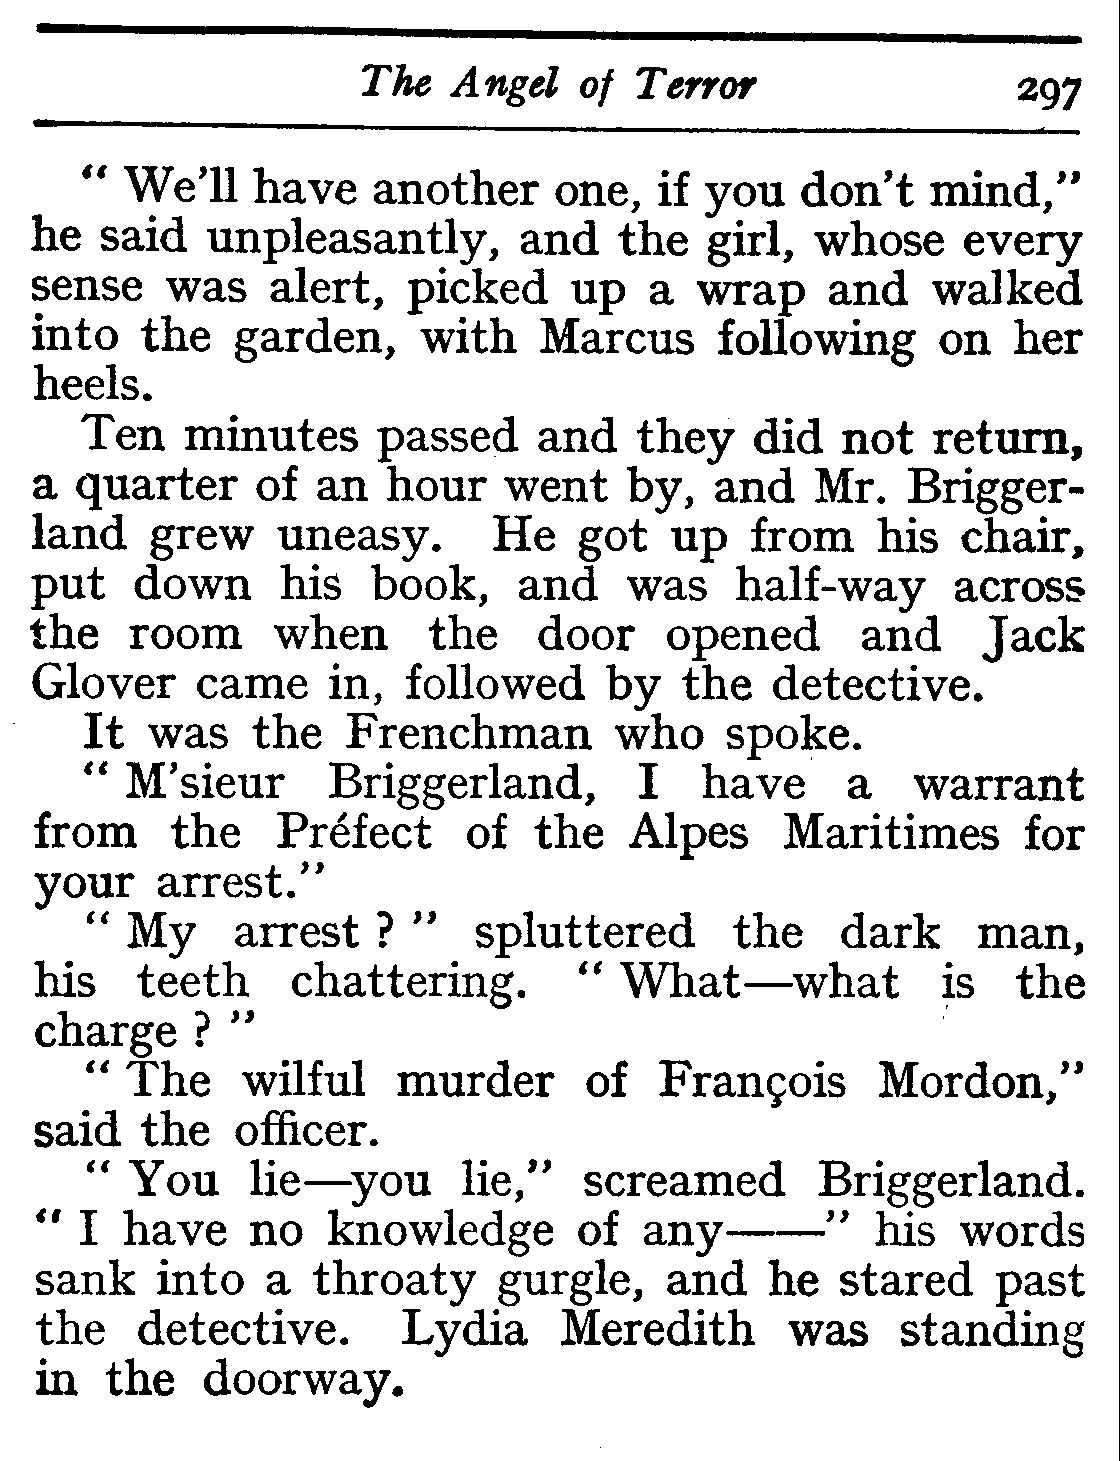 The Angel of Terror 297
“ We’ll have another one, if you don’t mind,”
he said unpleasantly, and the girl, whose every
sense was alert, picked up a wrap and walked
into the garden, with Marcus following on her
heels.
Ten minutes passed and they did not return,
a quarter of an hour went by, and Mr. Brigger-
land grew uneasy. He got up from his chair,
put down his book, and was half-way across
the room when the door opened and Jack
Glover came in, followed by the detective.
It was the Frenchman who spoke.
“ M’sieur Briggerland, I have a warrant
from the Préfect of the Alpes Maritimes for
your arrest.”
“ My arrest ? ” spluttered the dark man,
his teeth chattering. “ What—what is the
charge ? ”
“ The wilful murder of François Mordon,”
said the officer.
“ You lie—you lie,” screamed Briggerland.
“ I have no knowledge of any——” his words
sank into a throaty gurgle, and he stared past
the detective. Lydia Meredith was standing
in the doorway.